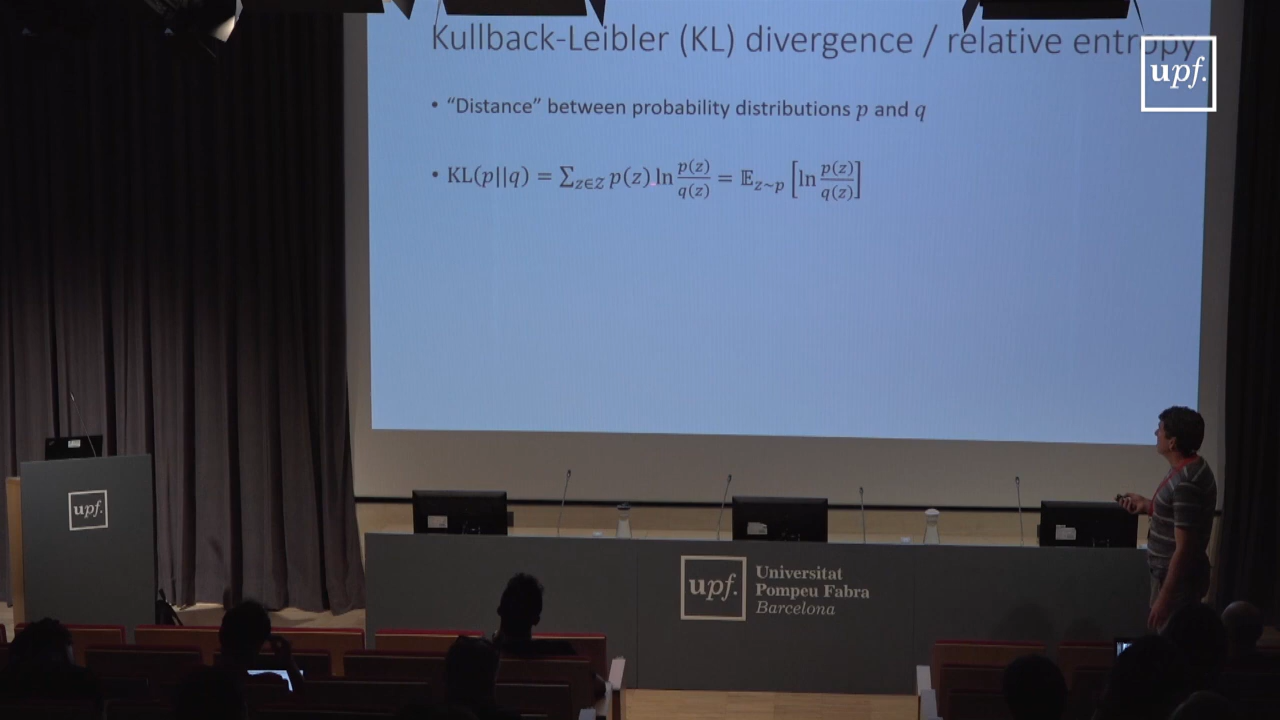 Kullback-Leibler (KL) divergence / relative entropy
upf.
• “Distance” between probability distributions p and q
• KL(p||q) = ∑_{z∈𝒵} p(z) ln p(z)/q(z) = 𝔼_{z~p} [ln p(z)/q(z)]
upf.
upf.
Universitat
Pompeu Fabra
Barcelona